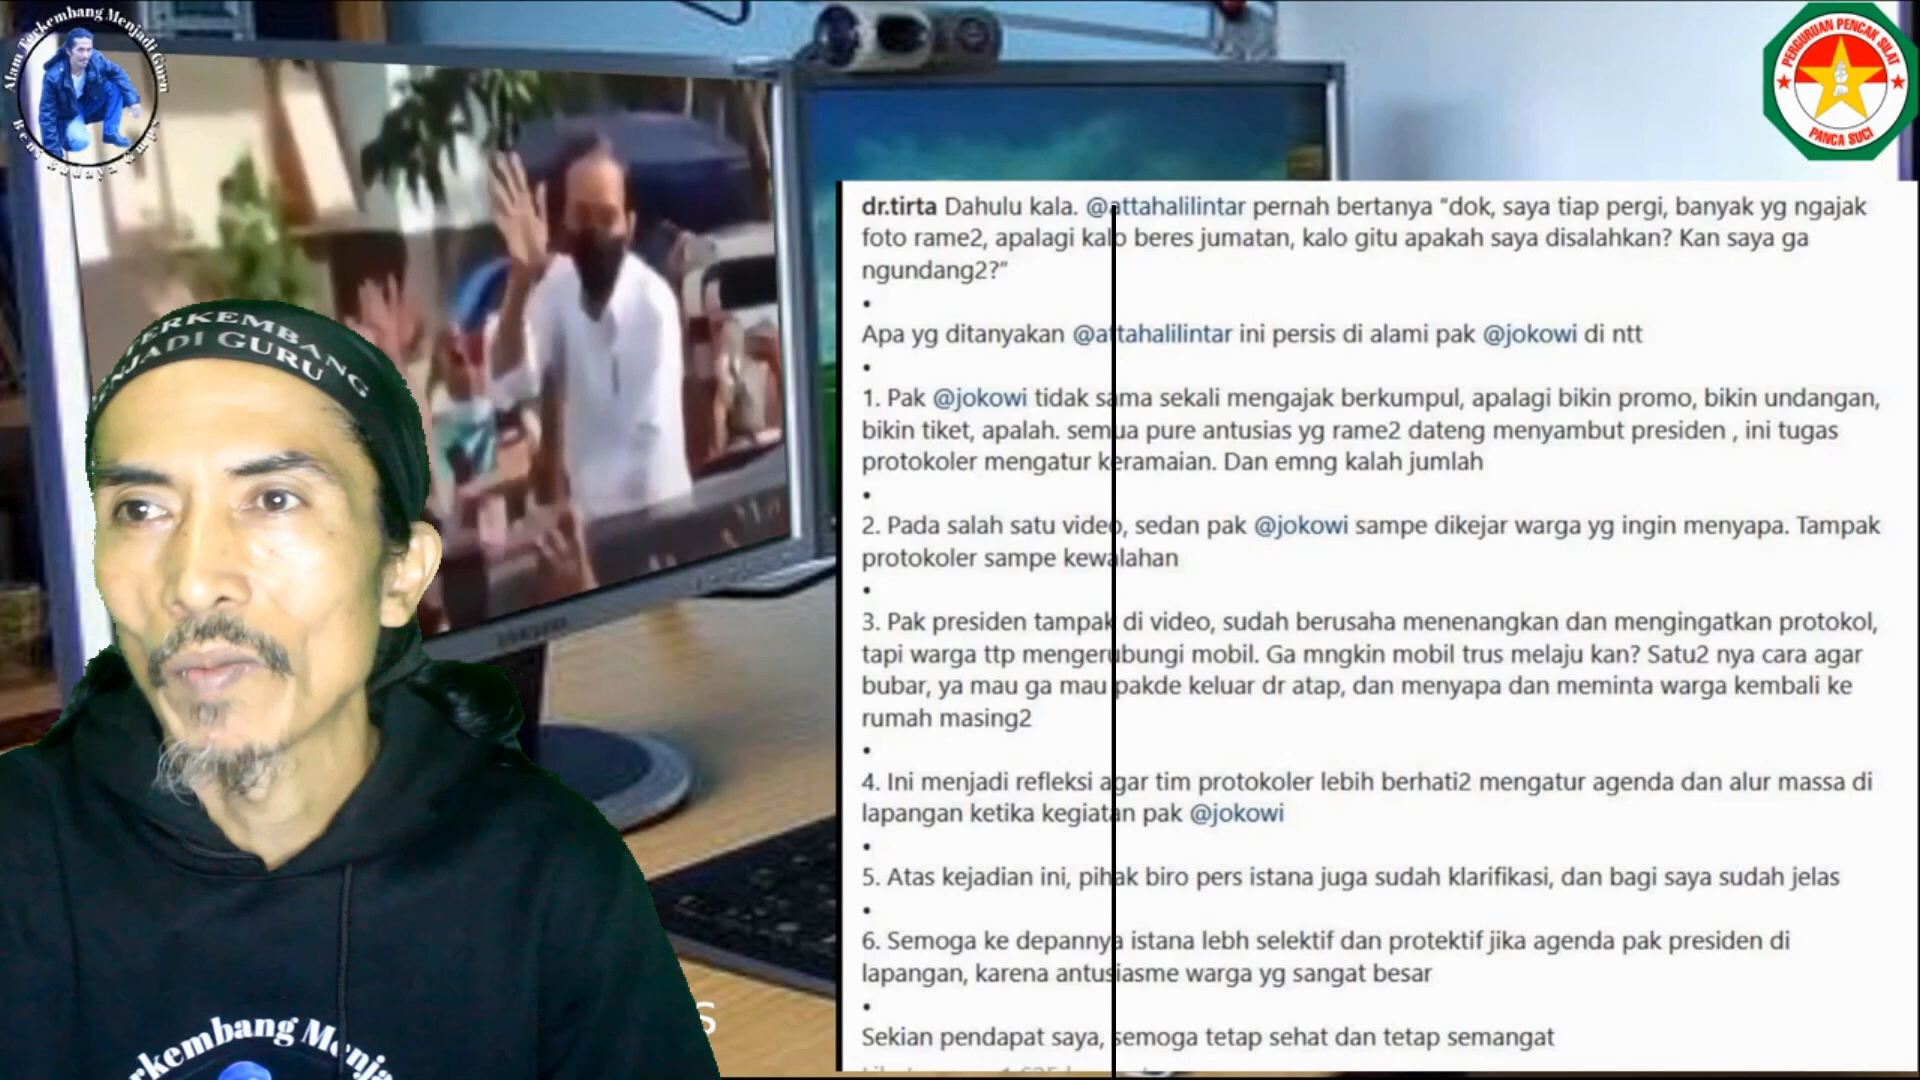 Alam Terkembang Menjadi Guru
PERGURUAN PENCAK SILAT
PANCA SUCI
dr.tirta Dahulu kala. @attahalilintar pernah bertanya “dok, saya tiap pergi, banyak yg ngajak
foto rame2, apalagi kalo beres jumatan, kalo gitu apakah saya disalahkan? Kan saya ga
ngundang2?”
•
Apa yg ditanyakan @attahalilintar ini persis di alami pak @jokowi di ntt
•
1. Pak @jokowi tidak sama sekali mengajak berkumpul, apalagi bikin promo, bikin undangan,
bikin tiket, apalah. semua pure antusias yg rame2 dateng menyambut presiden , ini tugas
protokoler mengatur keramaian. Dan emng kalah jumlah
•
2. Pada salah satu video, sedan pak @jokowi sampe dikejar warga yg ingin menyapa. Tampak
protokoler sampe kewalahan
•
3. Pak presiden tampak di video, sudah berusaha menenangkan dan mengingatkan protokol,
tapi warga ttp mengerubungi mobil. Ga mngkin mobil trus melaju kan? Satu2 nya cara agar
bubar, ya mau ga mau pakde keluar dr atap, dan menyapa dan meminta warga kembali ke
rumah masing2
•
4. Ini menjadi refleksi agar tim protokoler lebih berhati2 mengatur agenda dan alur massa di
lapangan ketika kegiatan pak @jokowi
•
5. Atas kejadian ini, pihak biro pers istana juga sudah klarifikasi, dan bagi saya sudah jelas
•
6. Semoga ke depannya istana lebh selektif dan protektif jika agenda pak presiden di
lapangan, karena antusiasme warga yg sangat besar
•
Sekian pendapat saya, semoga tetap sehat dan tetap semangat
ERKEMBANG
NJADI GURU
rkembang Menja
S